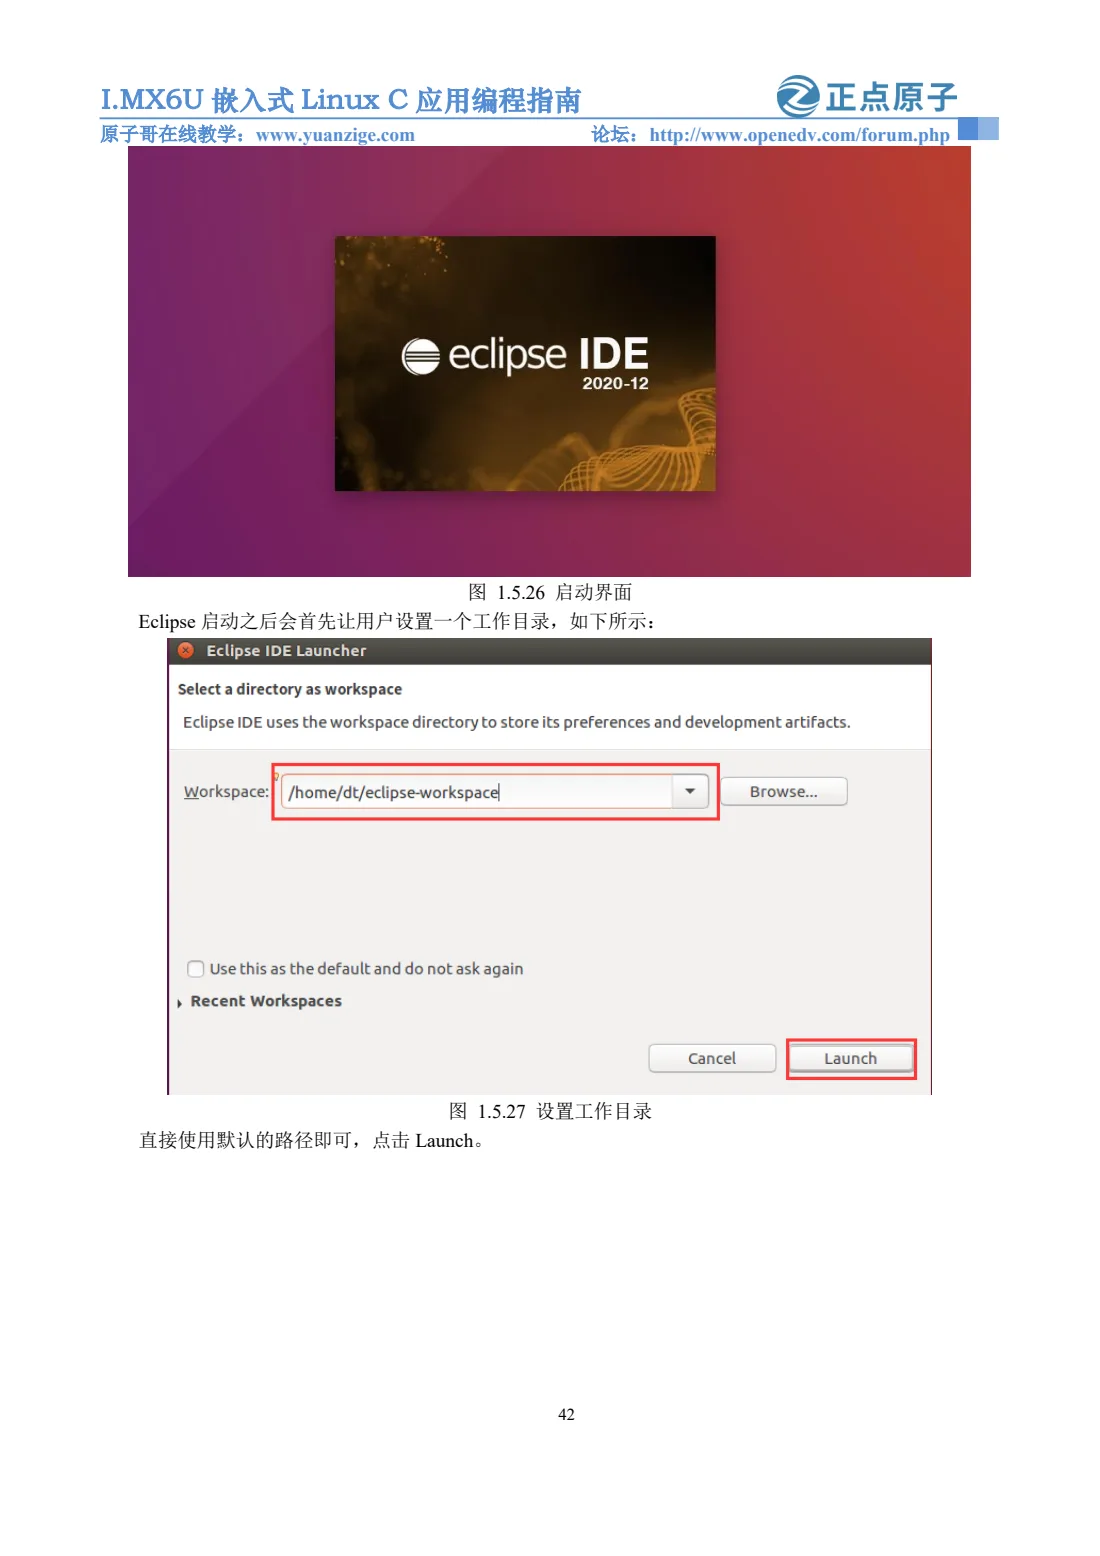 I.MX6U 嵌入式 Linux C 应用编程指南
正点原子
原子哥在线教学：www.yuanzige.com 论坛：http://www.openedv.com/forum.php
eclipse IDE
2020-12
图 1.5.26 启动界面
Eclipse 启动之后会首先让用户设置一个工作目录，如下所示：
Eclipse IDE Launcher
Select a directory as workspace
Eclipse IDE uses the workspace directory to store its preferences and development artifacts.
Workspace: /home/dt/eclipse-workspace Browse...
Use this as the default and do not ask again
Recent Workspaces
Cancel Launch
图 1.5.27 设置工作目录
直接使用默认的路径即可，点击 Launch。
42